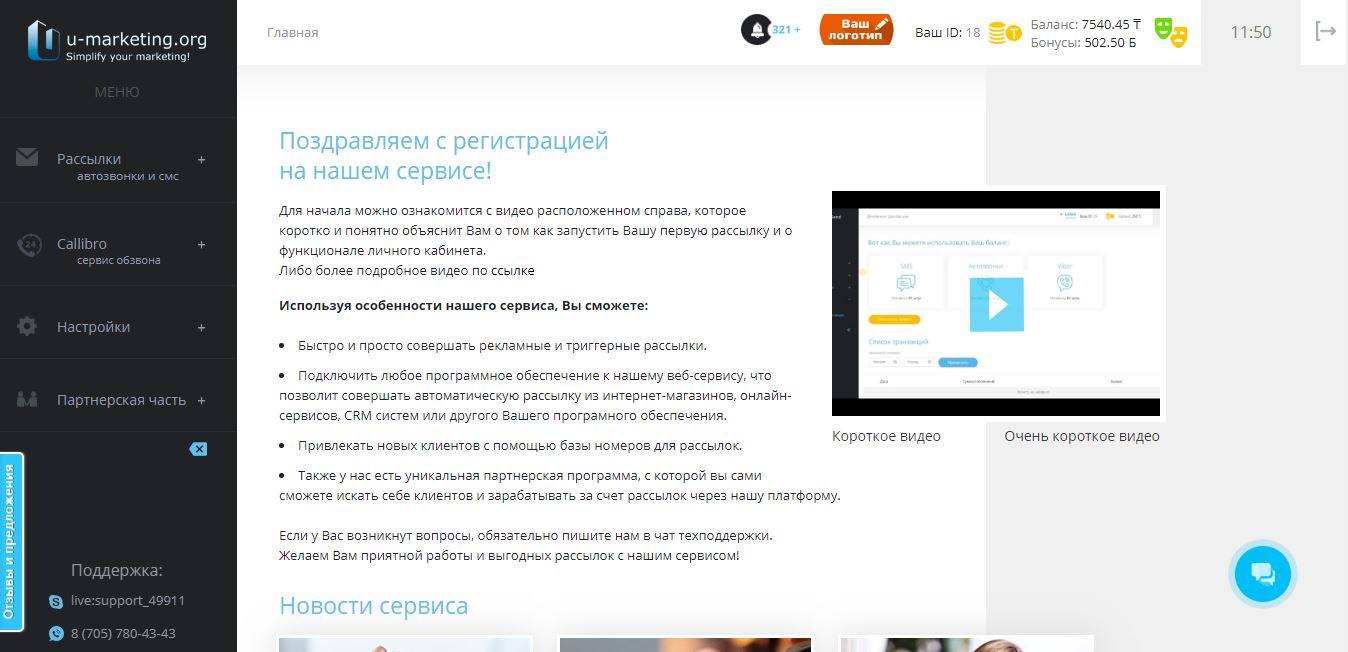 u-marketing.org
Simplify your marketing!
МЕНЮ
Рассылки +
автозвонки и смс
24
Callibro +
сервис обзвона
Настройки +
Партнерская часть +
Отзывы и предложения
Поддержка:
live:support_49911
8 (705) 780-43-43
Главная
321 +
Ваш
логотип
Ваш ID: 18
Баланс: 7540.45 ₸
Бонусы: 502.50 Б
11:50
Поздравляем с регистрацией
на нашем сервисе!
Для начала можно ознакомится с видео расположенном справа, которое
коротко и понятно объяснит Вам о том как запустить Вашу первую рассылку и о
функционале личного кабинета.
Либо более подробное видео по ссылке
Используя особенности нашего сервиса, Вы сможете:
• Быстро и просто совершать рекламные и триггерные рассылки.
• Подключить любое программное обеспечение к нашему веб-сервису, что
позволит совершать автоматическую рассылку из интернет-магазинов, онлайн-
сервисов, CRM систем или другого Вашего програмного обеспечения.
• Привлекать новых клиентов с помощью базы номеров для рассылок.
• Также у нас есть уникальная партнерская программа, с которой вы сами
сможете искать себе клиентов и зарабатывать за счет рассылок через нашу платформу.
Если у Вас возникнут вопросы, обязательно пишите нам в чат техподдержки.
Желаем Вам приятной работы и выгодных рассылок с нашим сервисом!
Вот как Вы можете использовать Ваш баланс:
SMS
Автозвонки
Viber
Список транзакций
Короткое видео
Очень короткое видео
Новости сервиса